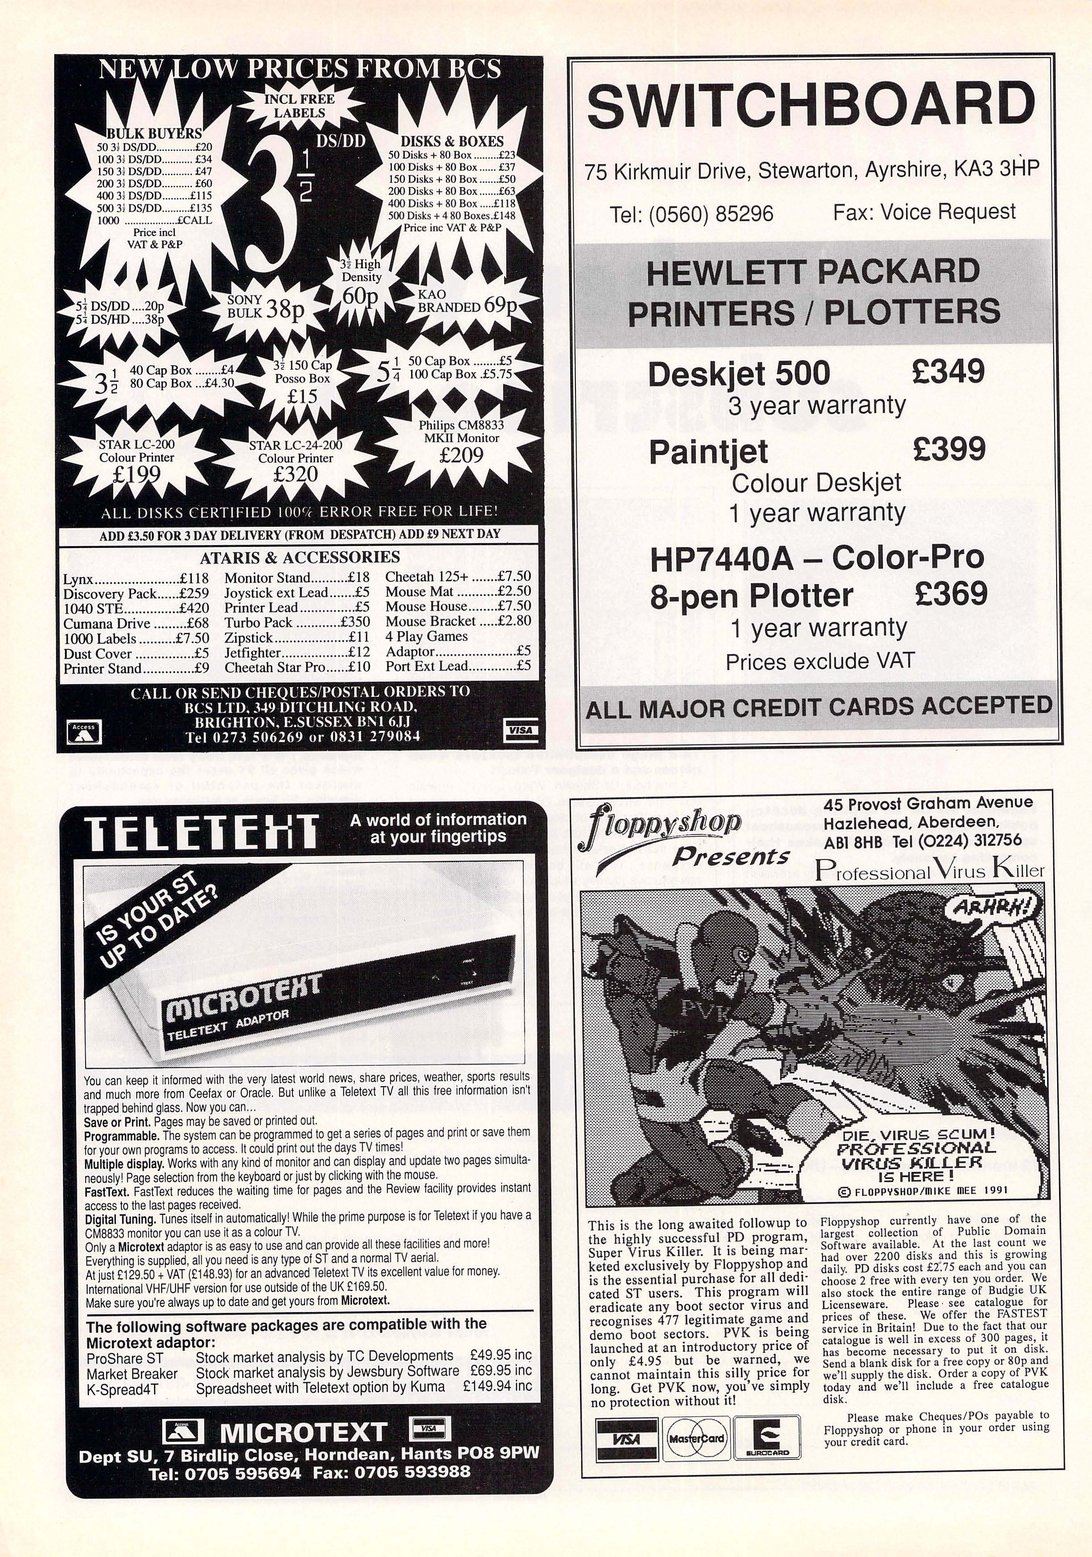 NEW LOW PRICES FROM BCS
INCL FREE
LABELS
3 1/2
DS/DD
BULK BUYERS
50 3½ DS/DD..............£20
100 3½ DS/DD........... £34
150 3½ DS/DD............£47
200 3½ DS/DD............ £60
400 3½ DS/DD..........£115
500 3½ DS/DD..........£135
1000 .....................£CALL
Price incl
VAT & P&P
DISKS & BOXES
50 Disks + 80 Box ........£23
100 Disks + 80 Box ...... £37
150 Disks + 80 Box ......£50
200 Disks + 80 Box ......£63
400 Disks + 80 Box .....£118
500 Disks + 4 80 Boxes.£148
Price inc VAT & P&P
5¼ DS/DD ....20p
5¼ DS/HD ....38p
SONY
BULK 38p
3½ High
Density
60p
KAO
BRANDED 69p
3 1/2
40 Cap Box ........£4
80 Cap Box ...£4.30
3½ 150 Cap
Posso Box
£15
5 1/4
50 Cap Box ........£5
100 Cap Box .£5.75
STAR LC-200
Colour Printer
£199
STAR LC-24-200
Colour Printer
£320
Philips CM8833
MKII Monitor
£209
ALL DISKS CERTIFIED 100% ERROR FREE FOR LIFE!
ADD £3.50 FOR 3 DAY DELIVERY (FROM DESPATCH) ADD £9 NEXT DAY
ATARIS & ACCESSORIES
Lynx.....................£118
Discovery Pack......£259
1040 STE..............£420
Cumana Drive .......£68
1000 Labels .........£7.50
Dust Cover ..............£5
Printer Stand............£9
Monitor Stand.........£18
Joystick ext Lead......£5
Printer Lead .............£5
Turbo Pack ...........£350
Zipstick..................£11
Jetfighter................£12
Cheetah Star Pro.....£10
Cheetah 125+ ......£7.50
Mouse Mat ..........£2.50
Mouse House.......£7.50
Mouse Bracket ....£2.80
4 Play Games
Adaptor...................£5
Port Ext Lead...........£5
CALL OR SEND CHEQUES/POSTAL ORDERS TO
BCS LTD, 349 DITCHLING ROAD,
BRIGHTON, E.SUSSEX BN1 6JJ
Tel 0273 506269 or 0831 279084
Access
VISA
SWITCHBOARD
75 Kirkmuir Drive, Stewarton, Ayrshire, KA3 3HP
Tel: (0560) 85296 Fax: Voice Request
HEWLETT PACKARD
PRINTERS / PLOTTERS
Deskjet 500 £349
3 year warranty
Paintjet £399
Colour Deskjet
1 year warranty
HP7440A – Color-Pro
8-pen Plotter £369
1 year warranty
Prices exclude VAT
ALL MAJOR CREDIT CARDS ACCEPTED
TELETEXT
A world of information
at your fingertips
IS YOUR ST
UP TO DATE?
MICROTEXT
TELETEXT ADAPTOR
You can keep it informed with the very latest world news, share prices, weather, sports results
and much more from Ceefax or Oracle. But unlike a Teletext TV all this free information isn't
trapped behind glass. Now you can...
Save or Print. Pages may be saved or printed out.
Programmable. The system can be programmed to get a series of pages and print or save them
for your own programs to access. It could print out the days TV times!
Multiple display. Works with any kind of monitor and can display and update two pages simulta-
neously! Page selection from the keyboard or just by clicking with the mouse.
FastText. FastText reduces the waiting time for pages and the Review facility provides instant
access to the last pages received.
Digital Tuning. Tunes itself in automatically! While the prime purpose is for Teletext if you have a
CM8833 monitor you can use it as a colour TV.
Only a Microtext adaptor is as easy to use and can provide all these facilities and more!
Everything is supplied, all you need is any type of ST and a normal TV aerial.
At just £129.50 + VAT (£148.93) for an advanced Teletext TV its excellent value for money.
International VHF/UHF version for use outside of the UK £169.50.
Make sure you're always up to date and get yours from Microtext.
The following software packages are compatible with the
Microtext adaptor:
ProShare ST Stock market analysis by TC Developments £49.95 inc
Market Breaker Stock market analysis by Jewsbury Software £69.95 inc
K-Spread4T Spreadsheet with Teletext option by Kuma £149.94 inc
Access
MICROTEXT
VISA
Dept SU, 7 Birdlip Close, Horndean, Hants PO8 9PW
Tel: 0705 595694 Fax: 0705 593988
floppyshop
Presents
45 Provost Graham Avenue
Hazlehead, Aberdeen,
AB1 8HB Tel (0224) 312756
Professional Virus Killer
ARHRH!
PVK
DIE, VIRUS SCUM!
PROFESSIONAL
VIRUS KILLER
IS HERE!
© FLOPPYSHOP/MIKE MEE 1991
This is the long awaited followup to
the highly successful PD program,
Super Virus Killer. It is being mar-
keted exclusively by Floppyshop and
is the essential purchase for all dedi-
cated ST users. This program will
eradicate any boot sector virus and
recognises 477 legitimate game and
demo boot sectors. PVK is being
launched at an introductory price of
only £4.95 but be warned, we
cannot maintain this silly price for
long. Get PVK now, you've simply
no protection without it!
VISA
MasterCard
EUROCARD
Floppyshop currently have one of the
largest collection of Public Domain
Software available. At the last count we
had over 2200 disks and this is growing
daily. PD disks cost £2.75 each and you can
choose 2 free with every ten you order. We
also stock the entire range of Budgie UK
Licenseware. Please see catalogue for
prices of these. We offer the FASTEST
service in Britain! Due to the fact that our
catalogue is well in excess of 300 pages, it
has become necessary to put it on disk.
Send a blank disk for a free copy or 80p and
we'll supply the disk. Order a copy of PVK
today and we'll include a free catalogue
disk.
Please make Cheques/POs payable to
Floppyshop or phone in your order using
your credit card.